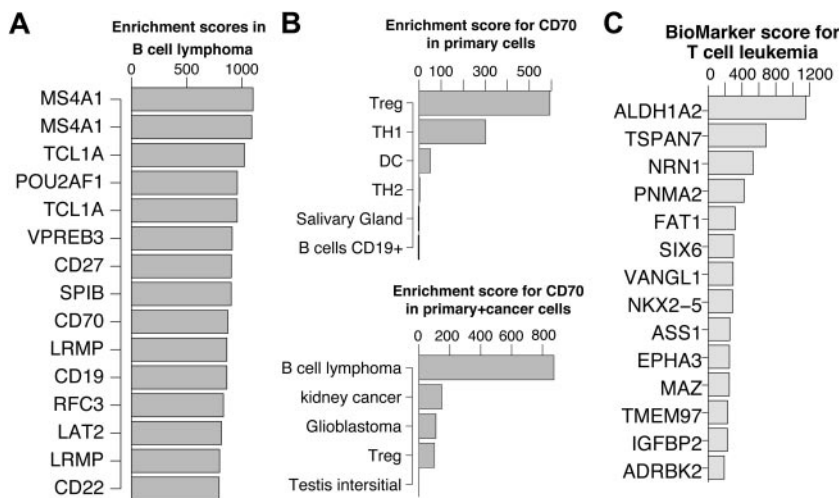 A
Enrichment scores in
B cell lymphoma
0 500 1000
MS4A1
MS4A1
TCL1A
POU2AF1
TCL1A
VPREB3
CD27
SPIB
CD70
LRMP
CD19
RFC3
LAT2
LRMP
CD22
B
Enrichment score for CD70
in primary cells
0 100 300 500
Treg
TH1
DC
TH2
Salivary Gland
B cells CD19+
Enrichment score for CD70
in primary+cancer cells
0 200 400 600 800
B cell lymphoma
kidney cancer
Glioblastoma
Treg
Testis intersitial
C
BioMarker score for
T cell leukemia
0 400 800 1200
ALDH1A2
TSPAN7
NRN1
PNMA2
FAT1
SIX6
VANGL1
NKX2-5
ASS1
EPHA3
MAZ
TMEM97
IGFBP2
ADRBK2